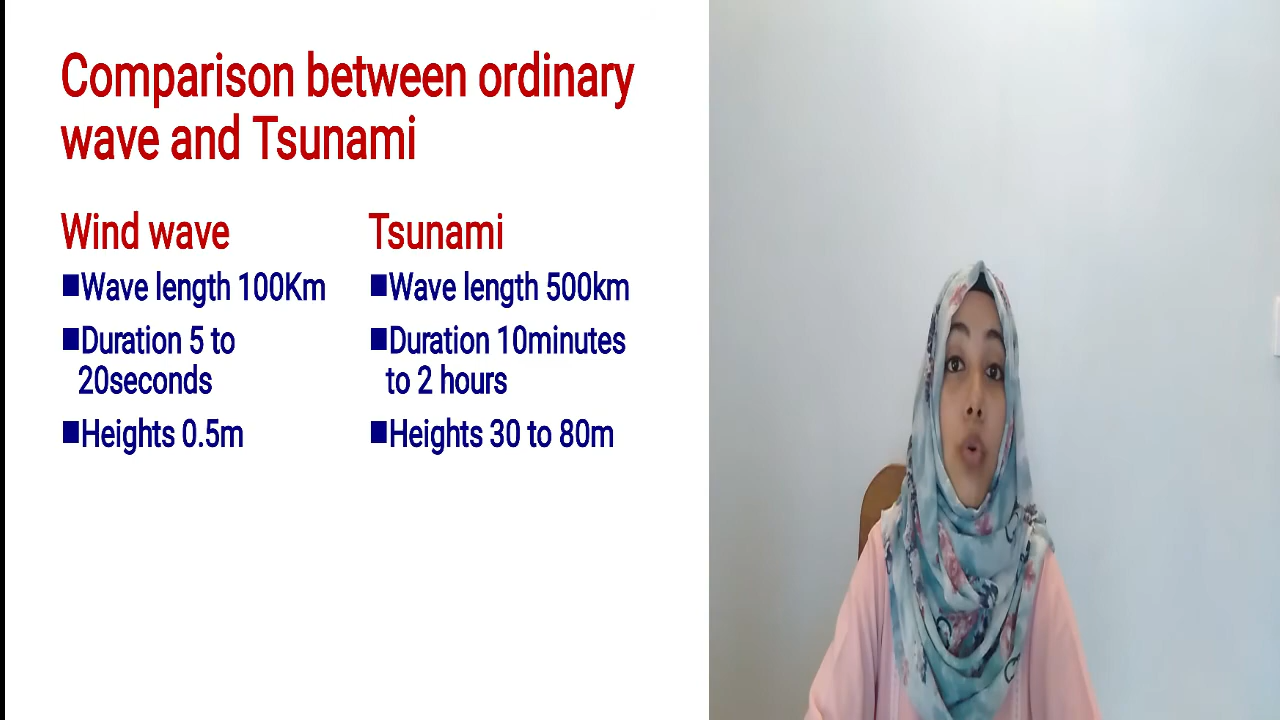 Comparison between ordinary
wave and Tsunami
Wind wave
■Wave length 100Km
■Duration 5 to
20seconds
■Heights 0.5m
Tsunami
■Wave length 500km
■Duration 10minutes
to 2 hours
■Heights 30 to 80m